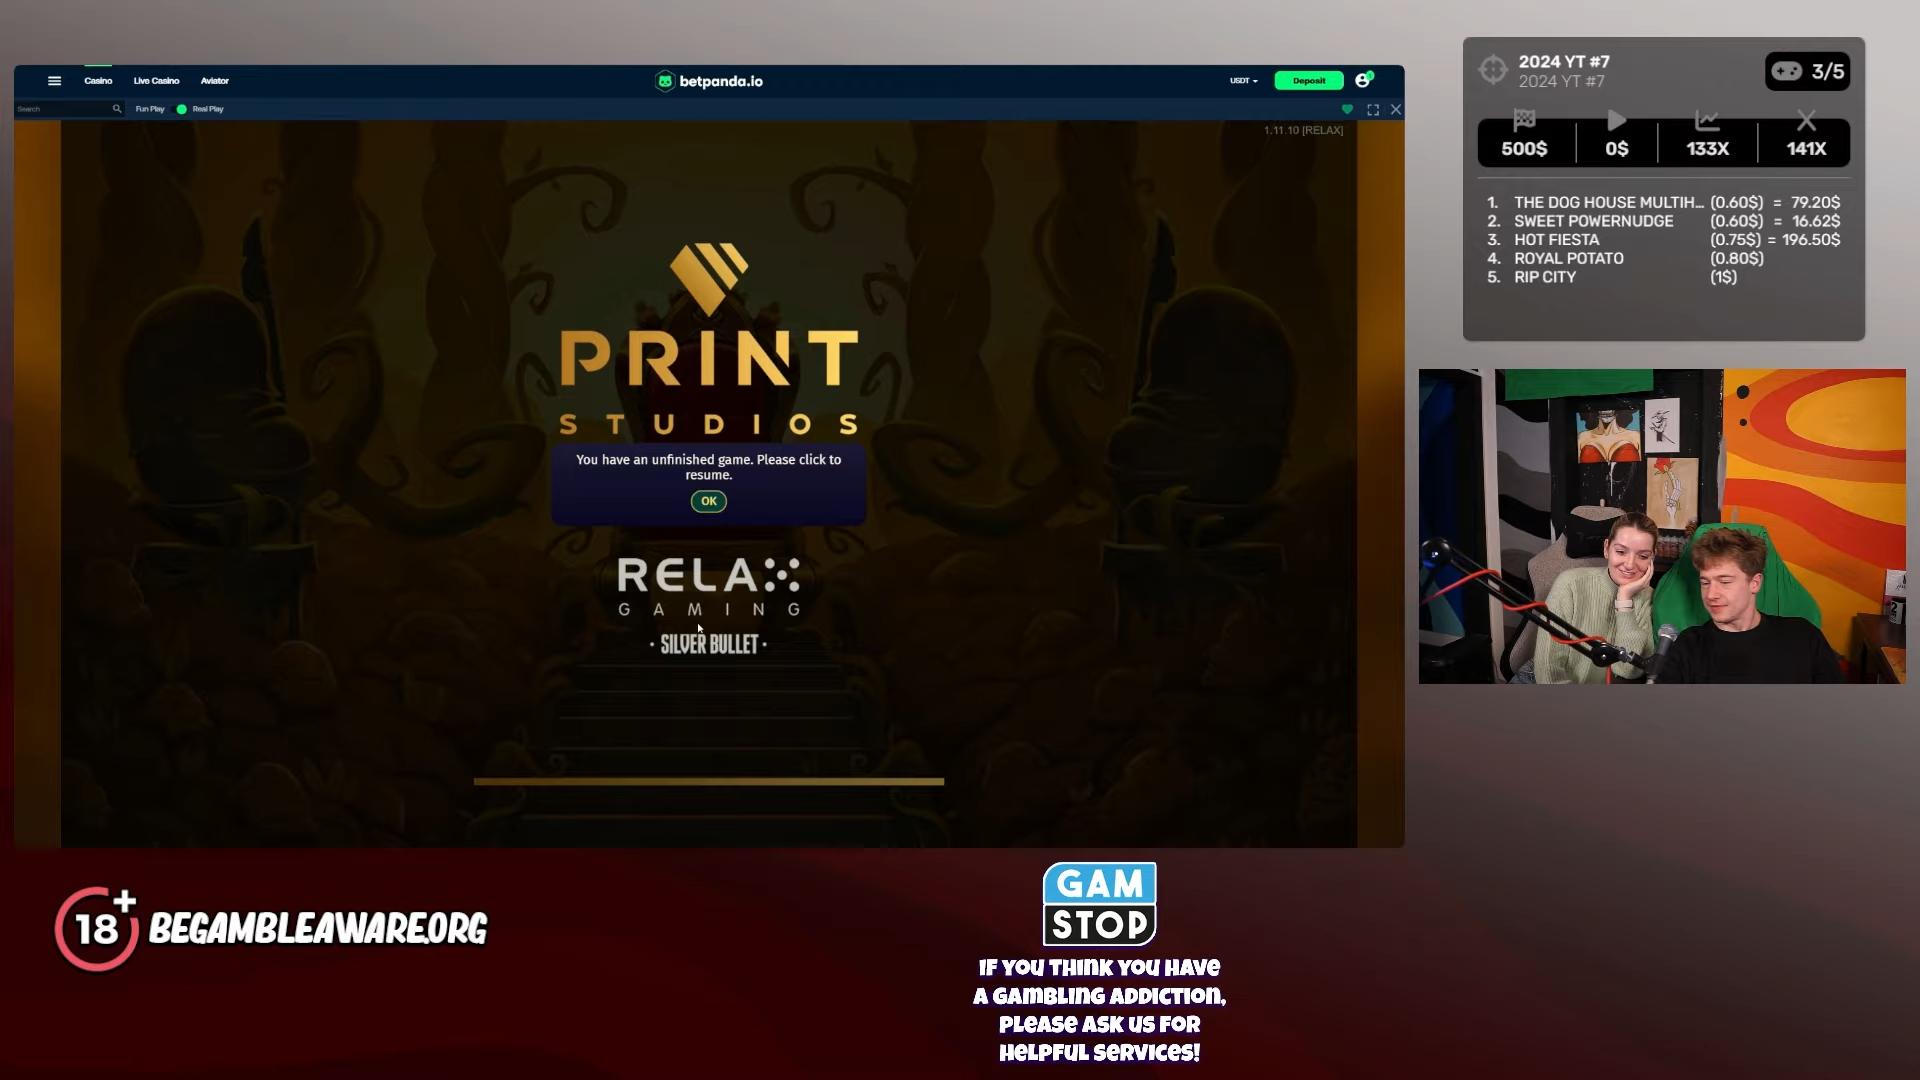 Casino
Live Casino
Aviator
betpanda.io
USDT
Deposit
Search
Fun Play
Real Play
1.11.10 [RELAX]
PRINT
STUDIOS
You have an unfinished game. Please click to
resume.
OK
RELAX
GAMING
· SILVER BULLET ·
2024 YT #7
2024 YT #7
3/5
500$ 0$ 133X 141X
1. THE DOG HOUSE MULTIH... (0.60$) = 79.20$
2. SWEET POWERNUDGE (0.60$) = 16.62$
3. HOT FIESTA (0.75$) = 196.50$
4. ROYAL POTATO (0.80$)
5. RIP CITY (1$)
18+ BEGAMBLEAWARE.ORG
GAM
STOP
IF YOU THINK YOU HAVE
A GAMBLING ADDICTION,
PLEASE ASK US FOR
HELPFUL SERVICES!